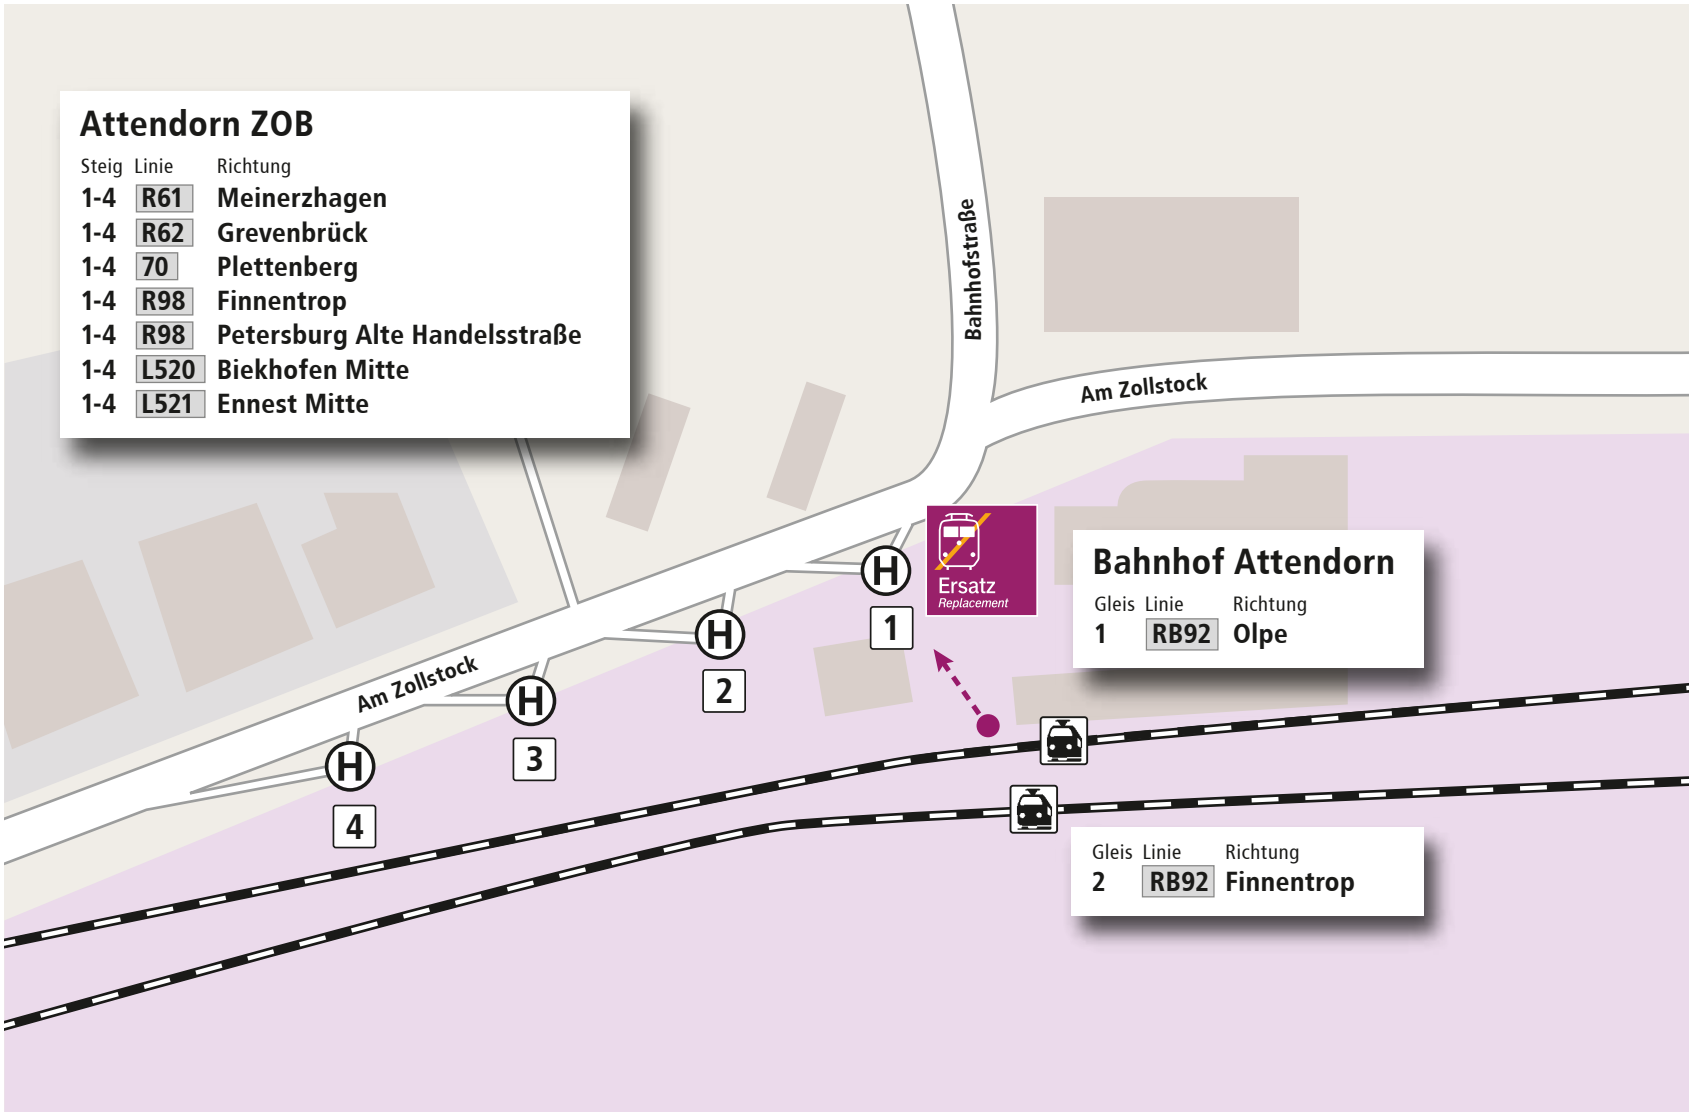 Attendorn ZOB
Steig Linie Richtung
1-4 R61 Meinerzhagen
1-4 R62 Grevenbrück
1-4 70 Plettenberg
1-4 R98 Finnentrop
1-4 R98 Petersburg Alte Handelsstraße
1-4 L520 Biekhofen Mitte
1-4 L521 Ennest Mitte
Bahnhofstraße
Am Zollstock
H
1
Ersatz
Replacement
H
2
Am Zollstock
H
3
H
4
Bahnhof Attendorn
Gleis Linie Richtung
1 RB92 Olpe
Gleis Linie Richtung
2 RB92 Finnentrop